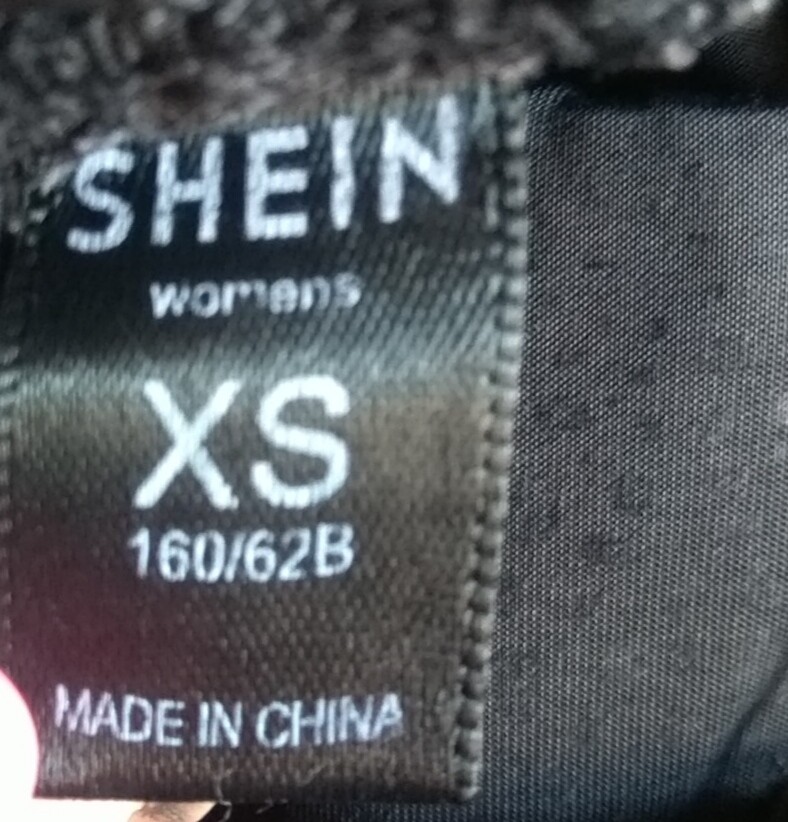 SHEIN
womens
XS
160/62B
MADE IN CHINA